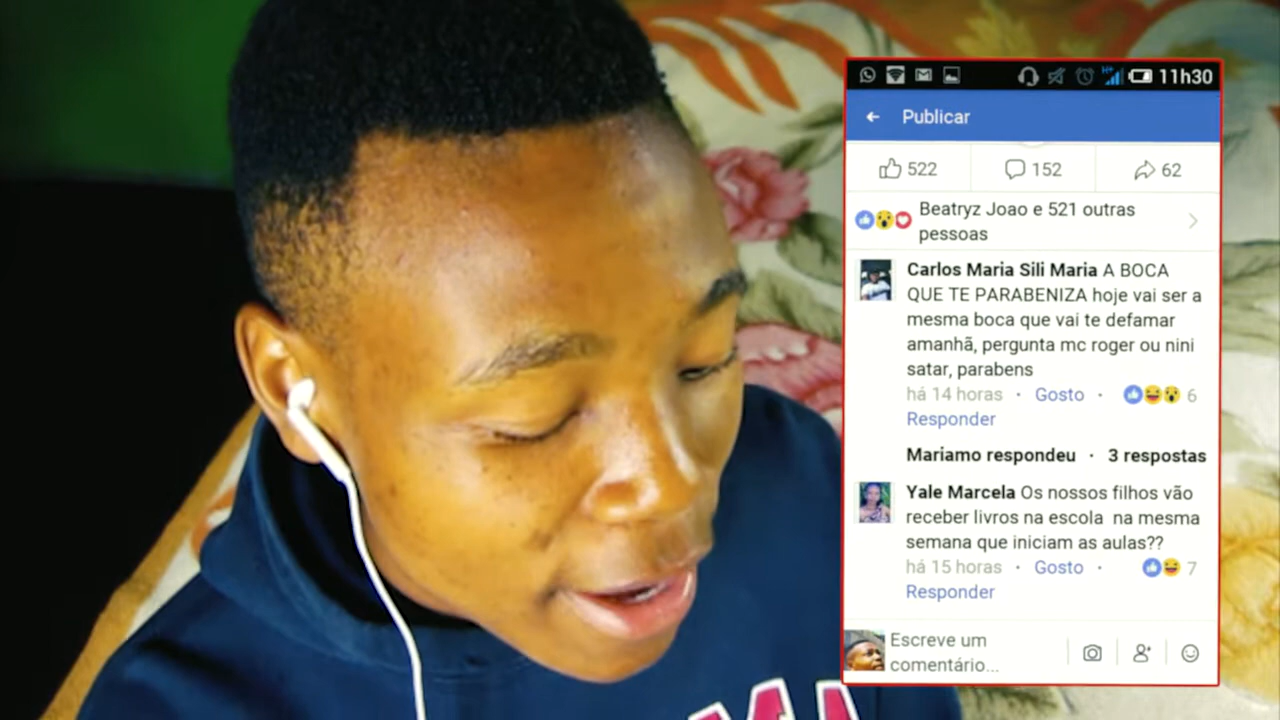 11h30
Publicar
522
152
62
Beatryz Joao e 521 outras
pessoas
Carlos Maria Sili Maria A BOCA
QUE TE PARABENIZA hoje vai ser a
mesma boca que vai te defamar
amanhã, pergunta mc roger ou nini
satar, parabens
há 14 horas · Gosto · 6
Responder
Mariamo respondeu · 3 respostas
Yale Marcela Os nossos filhos vão
receber livros na escola na mesma
semana que iniciam as aulas??
há 15 horas · Gosto · 7
Responder
Escreve um
comentário...